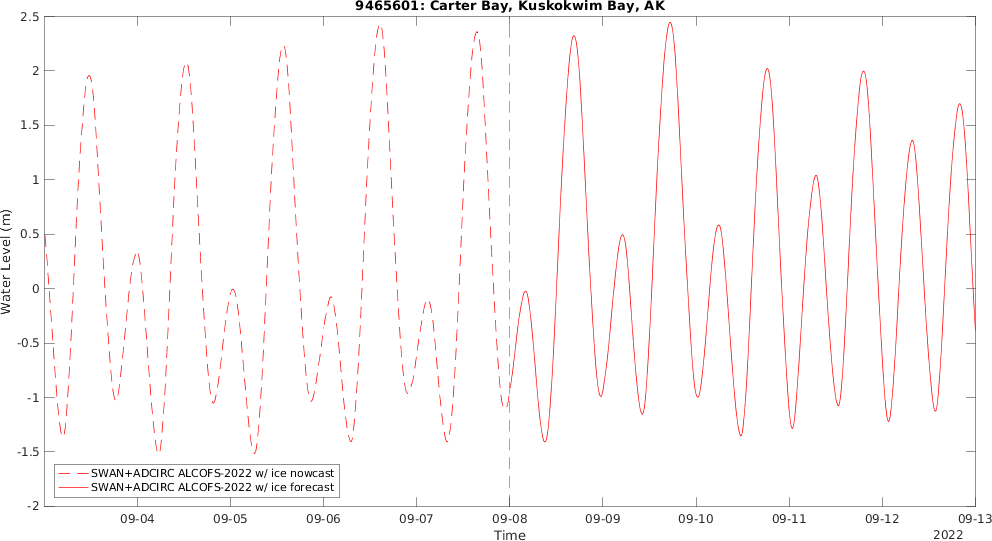 9465601: Carter Bay, Kuskokwim Bay, AK
2.5
2
1.5
1
0.5
0
-0.5
-1
-1.5
-2
Water Level (m)
SWAN+ADCIRC ALCOFS-2022 w/ ice nowcast
SWAN+ADCIRC ALCOFS-2022 w/ ice forecast
09-04 09-05 09-06 09-07 09-08 09-09 09-10 09-11 09-12 09-13
Time
2022